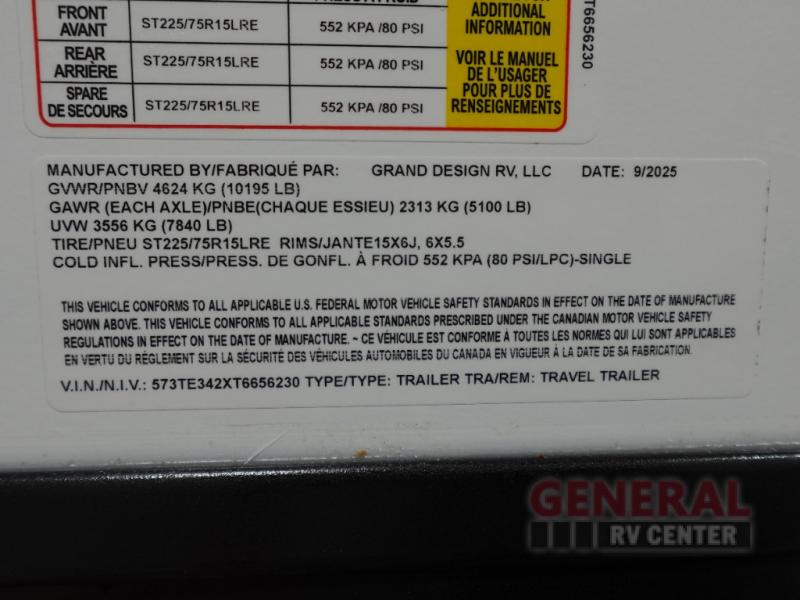 ADDITIONAL
INFORMATION
FRONT
AVANT
ST225/75R15LRE
552 KPA /80 PSI
REAR
ARRIÈRE
ST225/75R15LRE
552 KPA /80 PSI
SPARE
DE SECOURS
ST225/75R15LRE
552 KPA /80 PSI
VOIR LE MANUEL
DE L'USAGER
POUR PLUS DE
RENSEIGNEMENTS
T6656230
MANUFACTURED BY/FABRIQUÉ PAR: GRAND DESIGN RV, LLC DATE: 9/2025
GVWR/PNBV 4624 KG (10195 LB)
GAWR (EACH AXLE)/PNBE(CHAQUE ESSIEU) 2313 KG (5100 LB)
UVW 3556 KG (7840 LB)
TIRE/PNEU ST225/75R15LRE RIMS/JANTE15X6J, 6X5.5
COLD INFL. PRESS/PRESS. DE GONFL. À FROID 552 KPA (80 PSI/LPC)-SINGLE
THIS VEHICLE CONFORMS TO ALL APPLICABLE U.S. FEDERAL MOTOR VEHICLE SAFETY STANDARDS IN EFFECT ON THE DATE OF MANUFACTURE
SHOWN ABOVE. THIS VEHICLE CONFORMS TO ALL APPLICABLE STANDARDS PRESCRIBED UNDER THE CANADIAN MOTOR VEHICLE SAFETY
REGULATIONS IN EFFECT ON THE DATE OF MANUFACTURE. ~ CE VÉHICULE EST CONFORME À TOUTES LES NORMES QUI LUI SONT APPLICABLES
EN VERTU DU RÈGLEMENT SUR LA SÉCURITÉ DES VÉHICULES AUTOMOBILES DU CANADA EN VIGUEUR À LA DATE DE SA FABRICATION.
V.I.N./N.I.V.: 573TE342XT6656230 TYPE/TYPE: TRAILER TRA/REM: TRAVEL TRAILER
GENERAL
RV CENTER